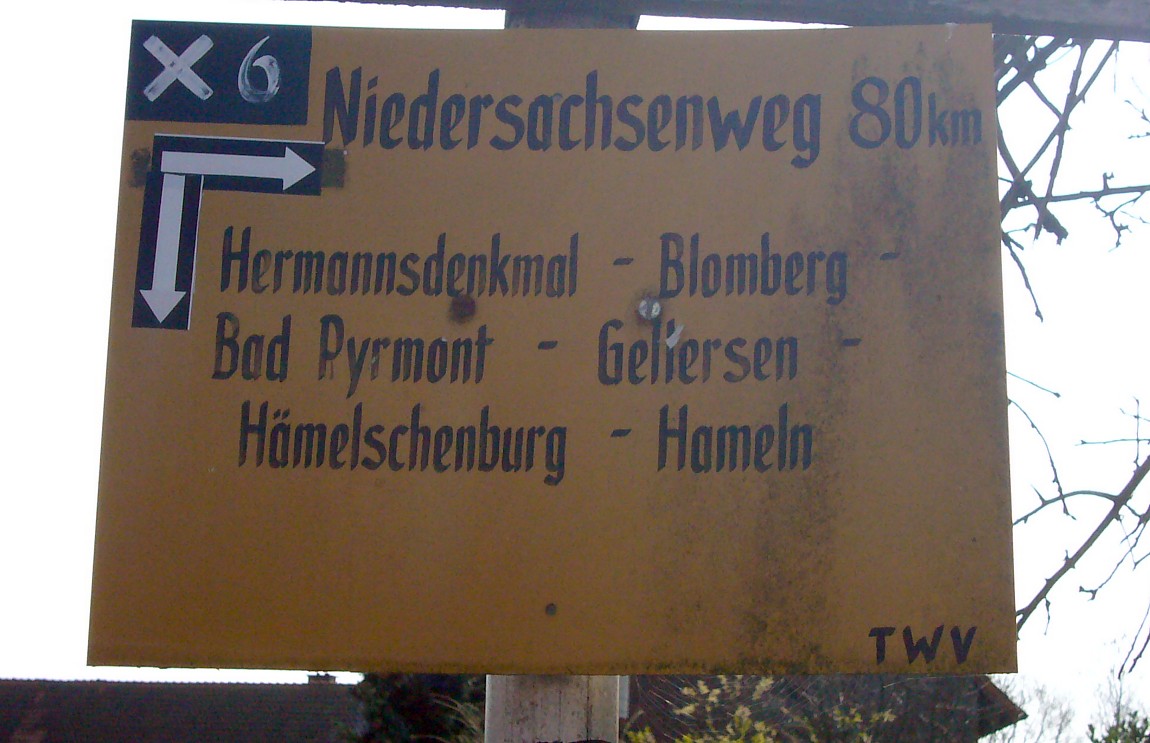 X 6
Niedersachsenweg 80km
Hermannsdenkmal - Blomberg -
Bad Pyrmont - Gellersen -
Hämelschenburg - Hameln
TWV